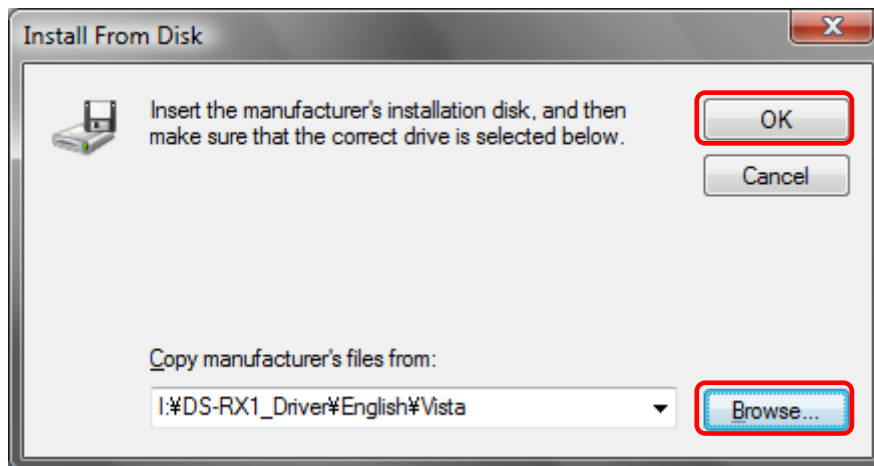 Install From Disk
Insert the manufacturer's installation disk, and then
make sure that the correct drive is selected below.
OK
Cancel
Copy manufacturer's files from:
I:¥DS-RX1_Driver¥English¥Vista
Browse...